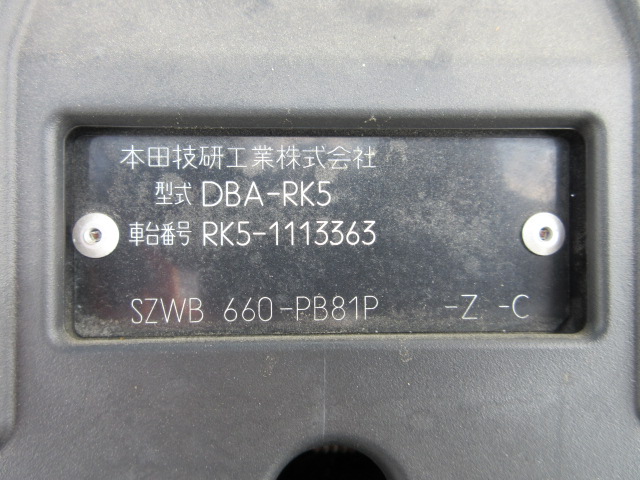 本田技研工業株式会社
型式 DBA-RK5
車台番号 RK5-1113363
SZWB 660-PB81P -Z -C